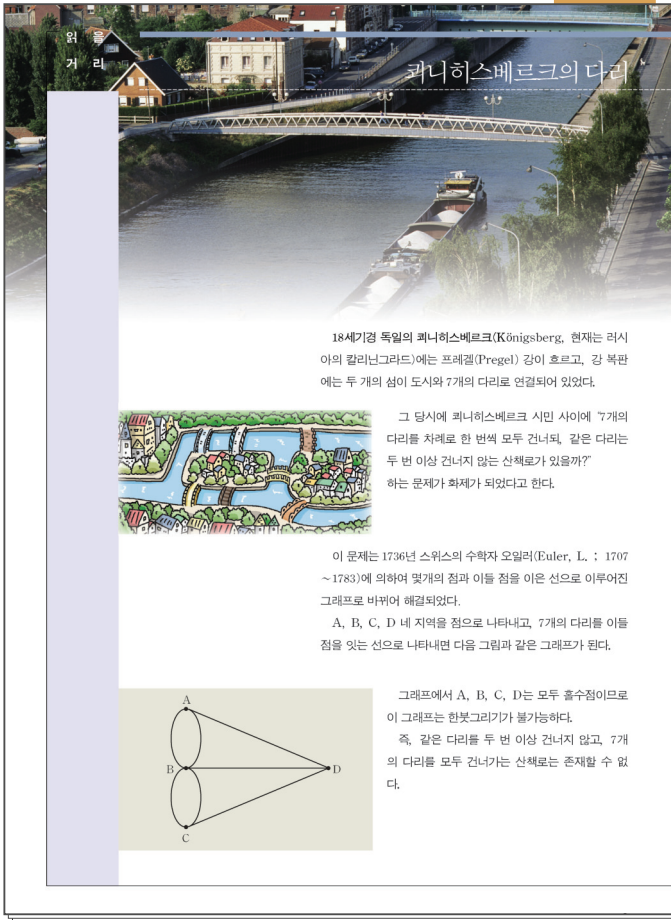 읽을
거리
쾨니히스베르크의 다리
18세기경 독일의 쾨니히스베르크(Königsberg, 현재는 러시
아의 칼리닌그라드)에는 프레겔(Pregel) 강이 흐르고, 강 복판
에는 두 개의 섬이 도시와 7개의 다리로 연결되어 있었다.
그 당시에 쾨니히스베르크 시민 사이에 “7개의
다리를 차례로 한 번씩 모두 건너되, 같은 다리는
두 번 이상 건너지 않는 산책로가 있을까?”
하는 문제가 화제가 되었다고 한다.
이 문제는 1736년 스위스의 수학자 오일러(Euler, L. ; 1707
~1783)에 의하여 몇개의 점과 이들 점을 이은 선으로 이루어진
그래프로 바뀌어 해결되었다.
A, B, C, D 네 지역을 점으로 나타내고, 7개의 다리를 이들
점을 잇는 선으로 나타내면 다음 그림과 같은 그래프가 된다.
그래프에서 A, B, C, D는 모두 홀수점이므로
이 그래프는 한붓그리기가 불가능하다.
즉, 같은 다리를 두 번 이상 건너지 않고, 7개
의 다리를 모두 건너가는 산책로는 존재할 수 없
다.
A
B
D
C